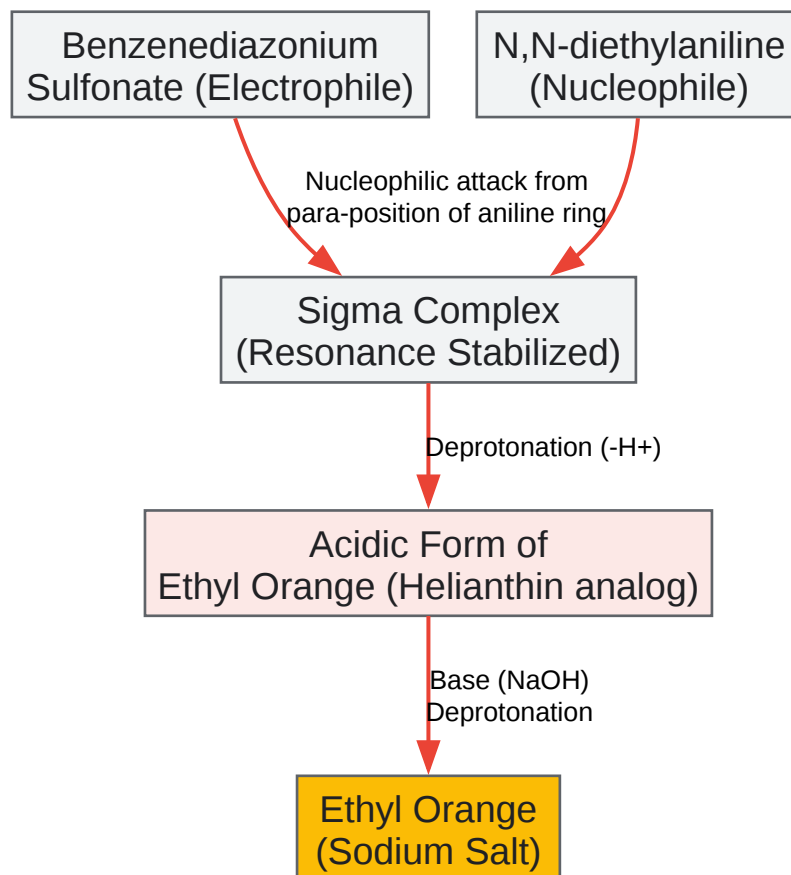 Benzenediazonium
Sulfonate (Electrophile)
N,N-diethylaniline
(Nucleophile)
Nucleophilic attack from
para-position of aniline ring
Sigma Complex
(Resonance Stabilized)
Deprotonation (-H+)
Acidic Form of
Ethyl Orange (Helianthin analog)
Base (NaOH)
Deprotonation
Ethyl Orange
(Sodium Salt)